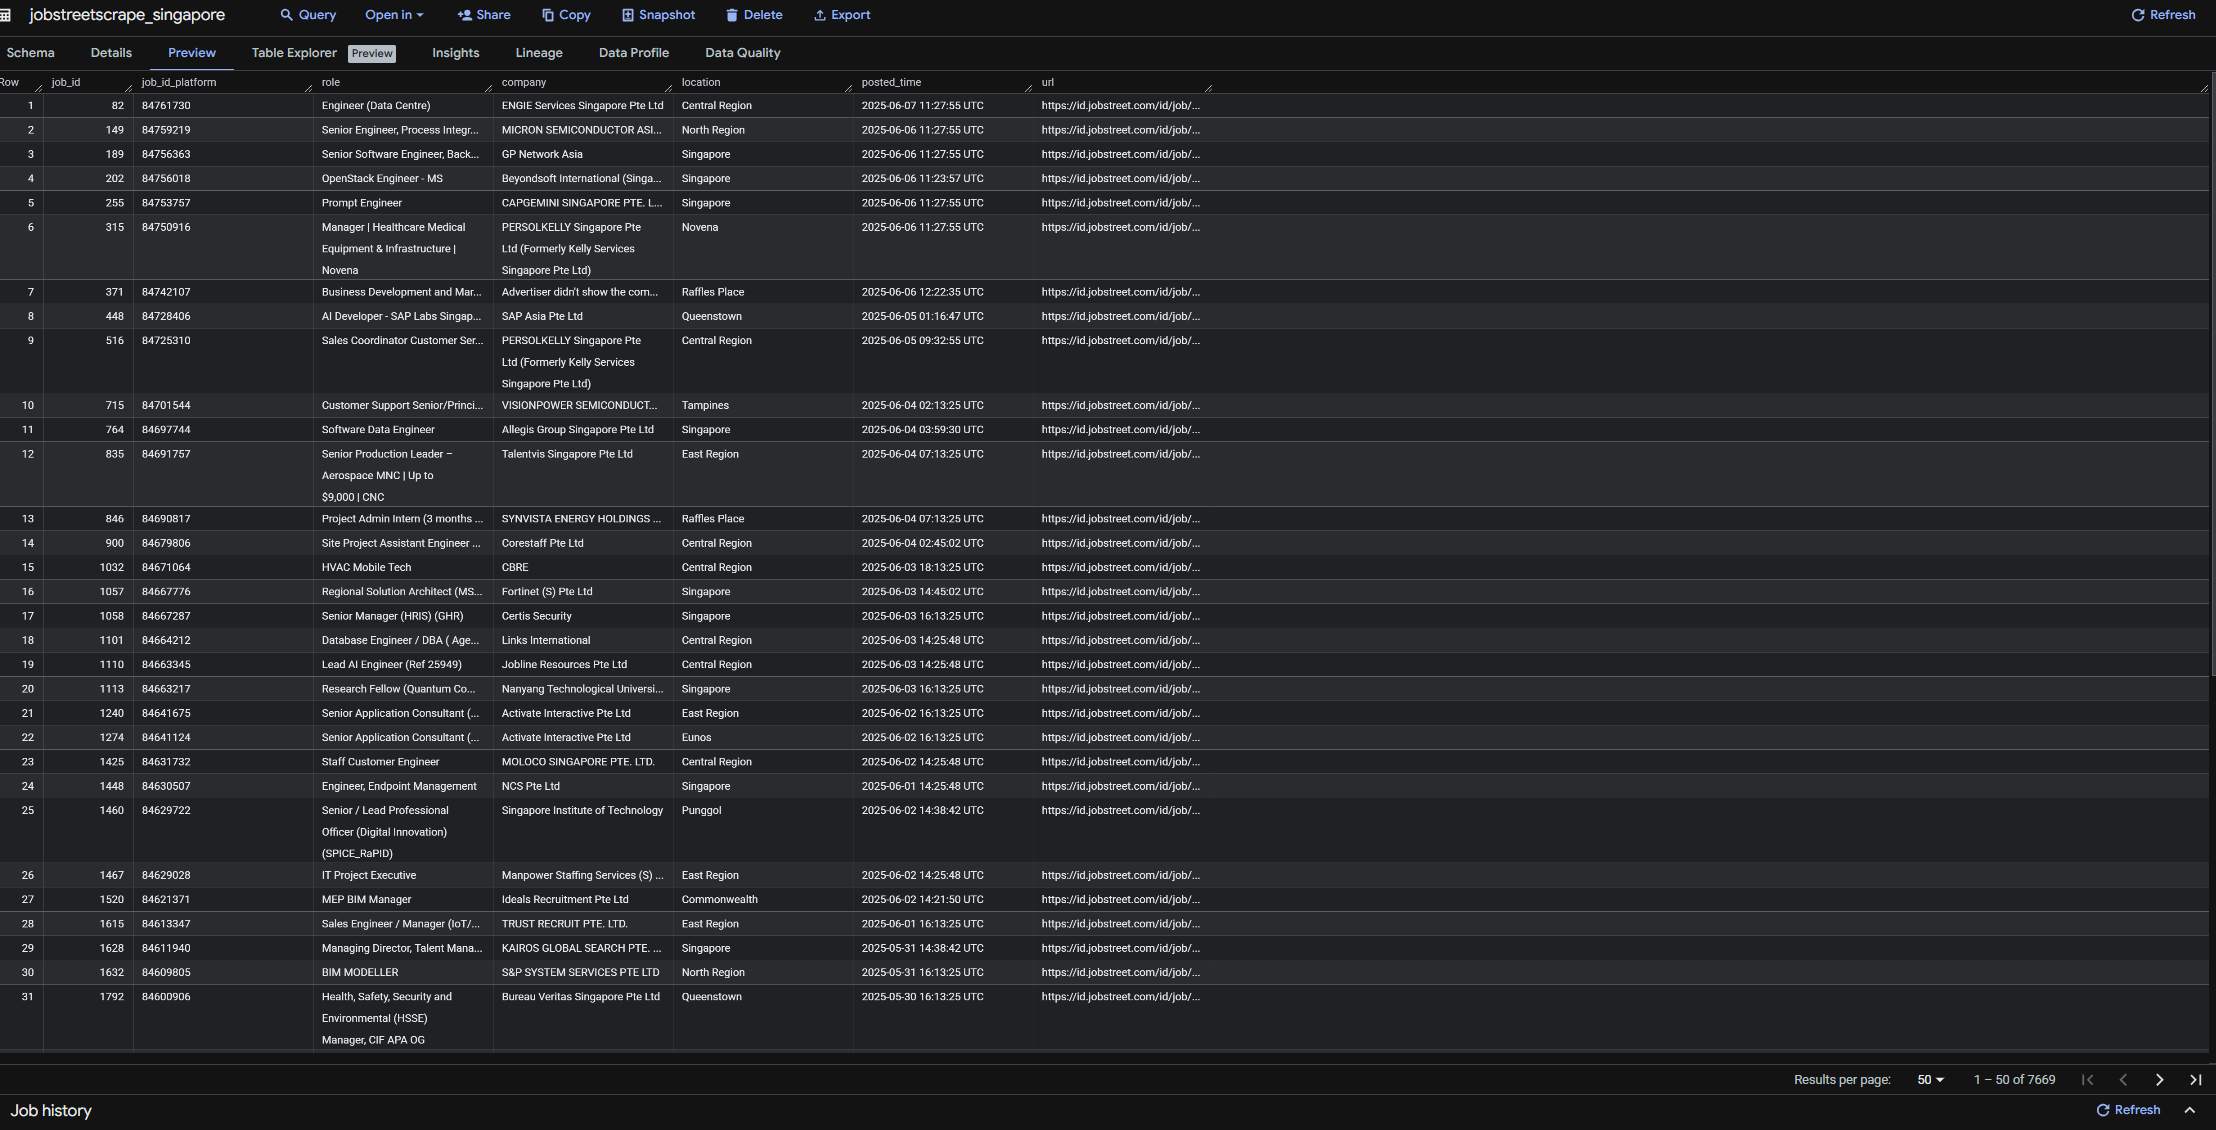 jobstreetscrape_singapore Query Open in Share Copy Snapshot Delete Export Refresh
Schema Details Preview Table Explorer Preview Insights Lineage Data Profile Data Quality
Row job_id job_id_platform role company location posted_time url
1 82 84761730 Engineer (Data Centre) ENGIE Services Singapore Pte Ltd Central Region 2025-06-07 11:27:55 UTC https://id.jobstreet.com/id/job/...
2 149 84759219 Senior Engineer, Process Integr... MICRON SEMICONDUCTOR ASI... North Region 2025-06-06 11:27:55 UTC https://id.jobstreet.com/id/job/...
3 189 84756363 Senior Software Engineer, Back... GP Network Asia Singapore 2025-06-06 11:27:55 UTC https://id.jobstreet.com/id/job/...
4 202 84756018 OpenStack Engineer - MS Beyondsoft International (Singa... Singapore 2025-06-06 11:23:57 UTC https://id.jobstreet.com/id/job/...
5 255 84753757 Prompt Engineer CAPGEMINI SINGAPORE PTE. L... Singapore 2025-06-06 11:27:55 UTC https://id.jobstreet.com/id/job/...
6 315 84750916 Manager | Healthcare Medical PERSOLKELLY Singapore Pte Novena 2025-06-06 11:27:55 UTC https://id.jobstreet.com/id/job/...
Equipment & Infrastructure | Ltd (Formerly Kelly Services
Novena Singapore Pte Ltd)
7 371 84742107 Business Development and Mar... Advertiser didn't show the com... Raffles Place 2025-06-06 12:22:35 UTC https://id.jobstreet.com/id/job/...
8 448 84728406 AI Developer - SAP Labs Singap... SAP Asia Pte Ltd Queenstown 2025-06-05 01:16:47 UTC https://id.jobstreet.com/id/job/...
9 516 84725310 Sales Coordinator Customer Ser... PERSOLKELLY Singapore Pte Central Region 2025-06-05 09:32:55 UTC https://id.jobstreet.com/id/job/...
Ltd (Formerly Kelly Services
Singapore Pte Ltd)
10 715 84701544 Customer Support Senior/Princi... VISIONPOWER SEMICONDUCT... Tampines 2025-06-04 02:13:25 UTC https://id.jobstreet.com/id/job/...
11 764 84697744 Software Data Engineer Allegis Group Singapore Pte Ltd Singapore 2025-06-04 03:59:30 UTC https://id.jobstreet.com/id/job/...
12 835 84691757 Senior Production Leader – Talentvis Singapore Pte Ltd East Region 2025-06-04 07:13:25 UTC https://id.jobstreet.com/id/job/...
Aerospace MNC | Up to
$9,000 | CNC
13 846 84690817 Project Admin Intern (3 months ... SYNVISTA ENERGY HOLDINGS ... Raffles Place 2025-06-04 07:13:25 UTC https://id.jobstreet.com/id/job/...
14 900 84679806 Site Project Assistant Engineer ... Corestaff Pte Ltd Central Region 2025-06-04 02:45:02 UTC https://id.jobstreet.com/id/job/...
15 1032 84671064 HVAC Mobile Tech CBRE Central Region 2025-06-03 18:13:25 UTC https://id.jobstreet.com/id/job/...
16 1057 84667776 Regional Solution Architect (MS... Fortinet (S) Pte Ltd Singapore 2025-06-03 14:45:02 UTC https://id.jobstreet.com/id/job/...
17 1058 84667287 Senior Manager (HRIS) (GHR) Certis Security Singapore 2025-06-03 16:13:25 UTC https://id.jobstreet.com/id/job/...
18 1101 84664212 Database Engineer / DBA ( Age... Links International Central Region 2025-06-03 14:25:48 UTC https://id.jobstreet.com/id/job/...
19 1110 84663345 Lead AI Engineer (Ref 25949) Jobline Resources Pte Ltd Central Region 2025-06-03 14:25:48 UTC https://id.jobstreet.com/id/job/...
20 1113 84663217 Research Fellow (Quantum Co... Nanyang Technological Universi... Singapore 2025-06-03 16:13:25 UTC https://id.jobstreet.com/id/job/...
21 1240 84641675 Senior Application Consultant (... Activate Interactive Pte Ltd East Region 2025-06-02 16:13:25 UTC https://id.jobstreet.com/id/job/...
22 1274 84641124 Senior Application Consultant (... Activate Interactive Pte Ltd Eunos 2025-06-02 16:13:25 UTC https://id.jobstreet.com/id/job/...
23 1425 84631732 Staff Customer Engineer MOLOCO SINGAPORE PTE. LTD. Central Region 2025-06-02 14:25:48 UTC https://id.jobstreet.com/id/job/...
24 1448 84630507 Engineer, Endpoint Management NCS Pte Ltd Singapore 2025-06-01 14:25:48 UTC https://id.jobstreet.com/id/job/...
25 1460 84629722 Senior / Lead Professional Singapore Institute of Technology Punggol 2025-06-02 14:38:42 UTC https://id.jobstreet.com/id/job/...
Officer (Digital Innovation)
(SPICE_RaPID)
26 1467 84629028 IT Project Executive Manpower Staffing Services (S) ... East Region 2025-06-02 14:25:48 UTC https://id.jobstreet.com/id/job/...
27 1520 84621371 MEP BIM Manager Ideals Recruitment Pte Ltd Commonwealth 2025-06-02 14:21:50 UTC https://id.jobstreet.com/id/job/...
28 1615 84613347 Sales Engineer / Manager (IoT/... TRUST RECRUIT PTE. LTD. East Region 2025-06-01 16:13:25 UTC https://id.jobstreet.com/id/job/...
29 1628 84611940 Managing Director, Talent Mana... KAIROS GLOBAL SEARCH PTE. ... Singapore 2025-05-31 14:38:42 UTC https://id.jobstreet.com/id/job/...
30 1632 84609805 BIM MODELLER S&P SYSTEM SERVICES PTE LTD North Region 2025-05-31 16:13:25 UTC https://id.jobstreet.com/id/job/...
31 1792 84600906 Health, Safety, Security and Bureau Veritas Singapore Pte Ltd Queenstown 2025-05-30 16:13:25 UTC https://id.jobstreet.com/id/job/...
Environmental (HSSE)
Manager, CIF APA OG
Results per page: 50 1 – 50 of 7669
Job history Refresh